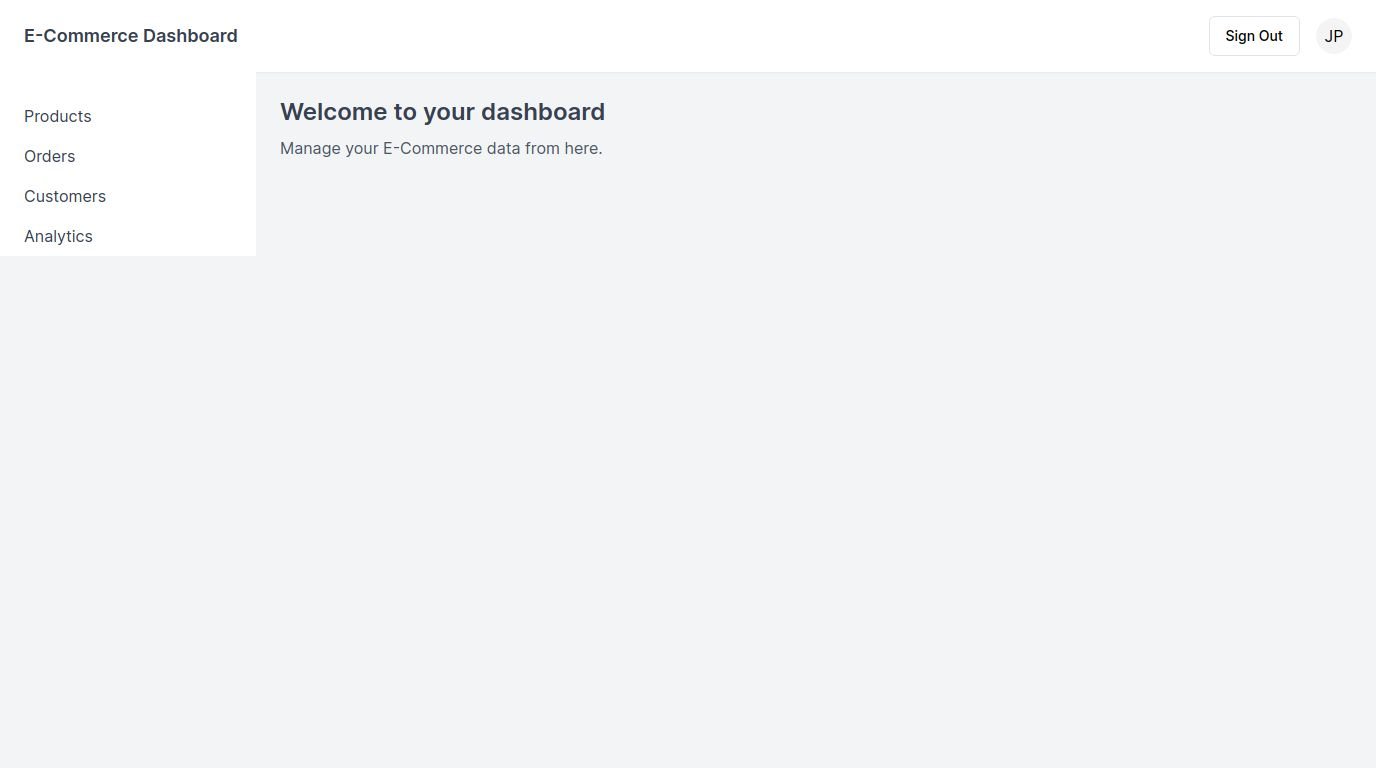 E-Commerce Dashboard
Sign Out
JP
Products
Orders
Customers
Analytics
Welcome to your dashboard
Manage your E-Commerce data from here.